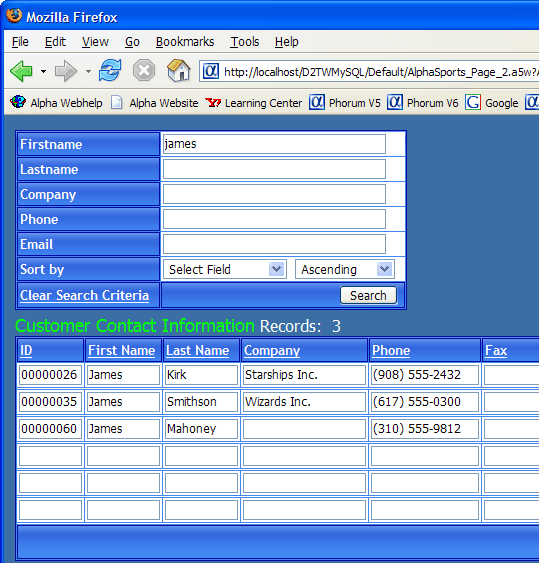 Mozilla Firefox
File Edit View Go Bookmarks Tools Help
http://localhost/D2TWMySQL/Default/AlphaSports_Page_2.a5w?
Alpha Webhelp Alpha Website Learning Center Phorum V5 Phorum V6 Google
Firstname james
Lastname
Company
Phone
Email
Sort by Select Field Ascending
Clear Search Criteria Search
Customer Contact Information Records: 3
ID First Name Last Name Company Phone Fax
00000026 James Kirk Starships Inc. (908) 555-2432
00000035 James Smithson Wizards Inc. (617) 555-0300
00000060 James Mahoney (310) 555-9812